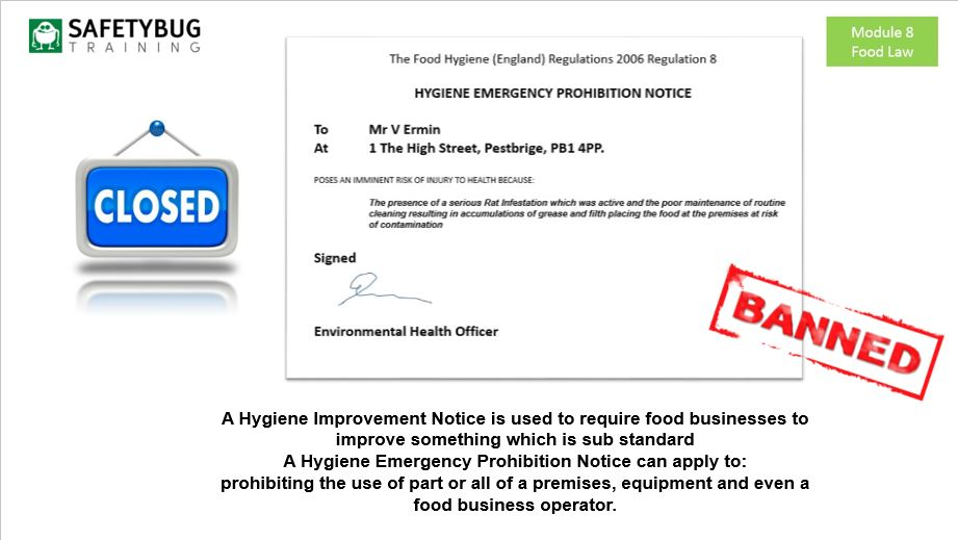 SAFETYBUG
TRAINING
Module 8
Food Law
CLOSED
The Food Hygiene (England) Regulations 2006 Regulation 8
HYGIENE EMERGENCY PROHIBITION NOTICE
To Mr V Ermin
At 1 The High Street, Pestbrige, PB1 4PP.
POSES AN IMMINENT RISK OF INJURY TO HEALTH BECAUSE:
The presence of a serious Rat Infestation which was active and the poor maintenance of routine
cleaning resulting in accumulations of grease and filth placing the food at the premises at risk
of contamination
Signed
Environmental Health Officer
BANNED
A Hygiene Improvement Notice is used to require food businesses to
improve something which is sub standard
A Hygiene Emergency Prohibition Notice can apply to:
prohibiting the use of part or all of a premises, equipment and even a
food business operator.